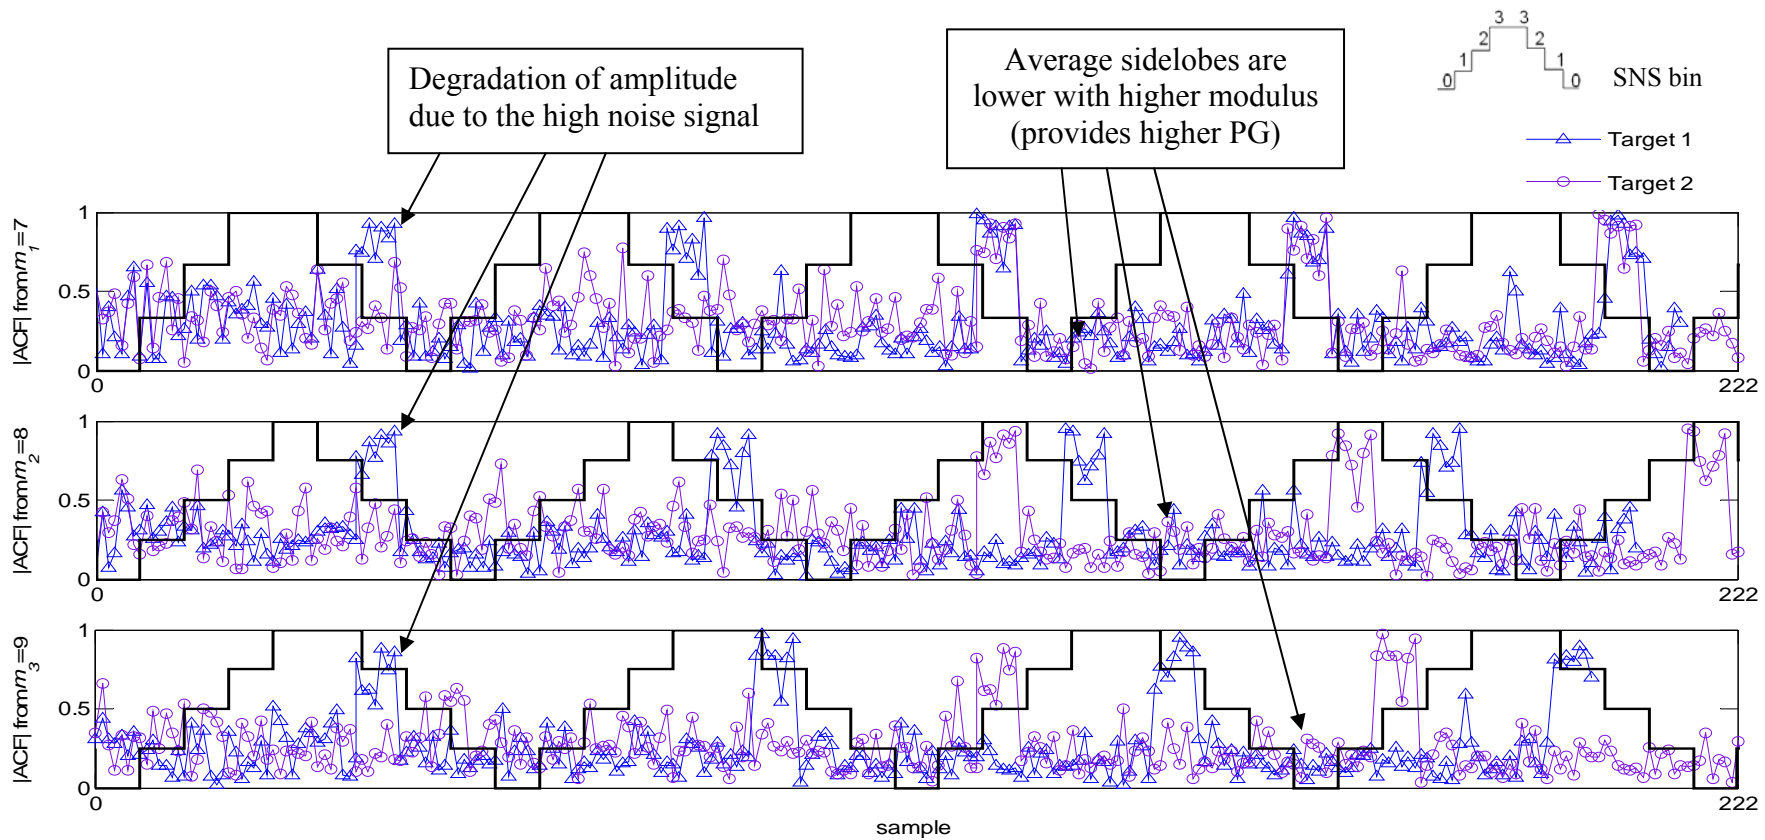 Degradation of amplitude
due to the high noise signal
Average sidelobes are
lower with higher modulus
(provides higher PG)
0 1 2 3 3 2 1 0
SNS bin
Target 1
Target 2
|ACF| from m1=7
1
0.5
0
0
222
|ACF| from m2=8
1
0.5
0
0
222
|ACF| from m3=9
1
0.5
0
0
222
sample